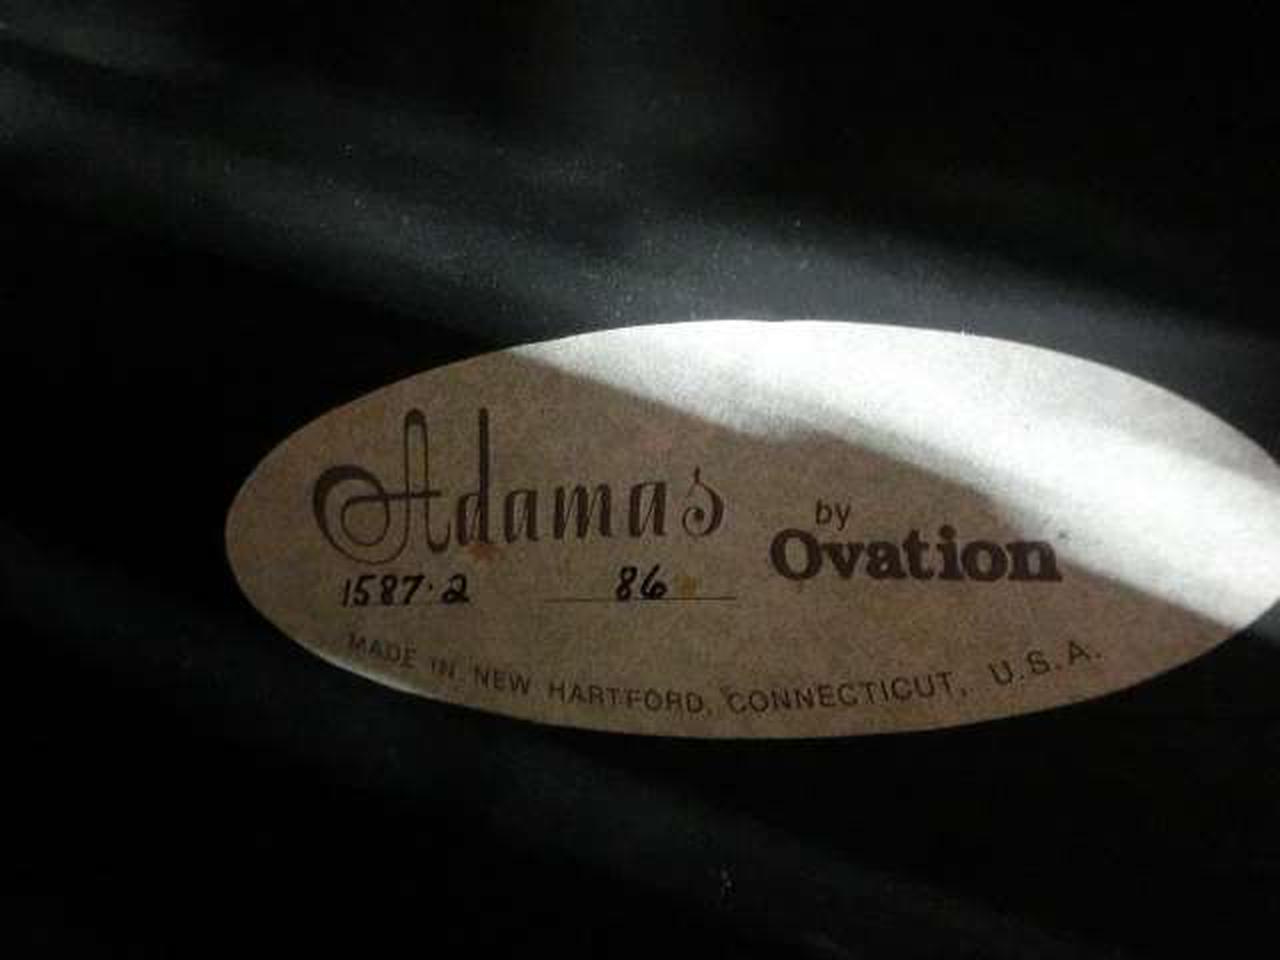 Adamas
by
Ovation
1587-2 86
MADE IN NEW HARTFORD, CONNECTICUT, U.S.A.